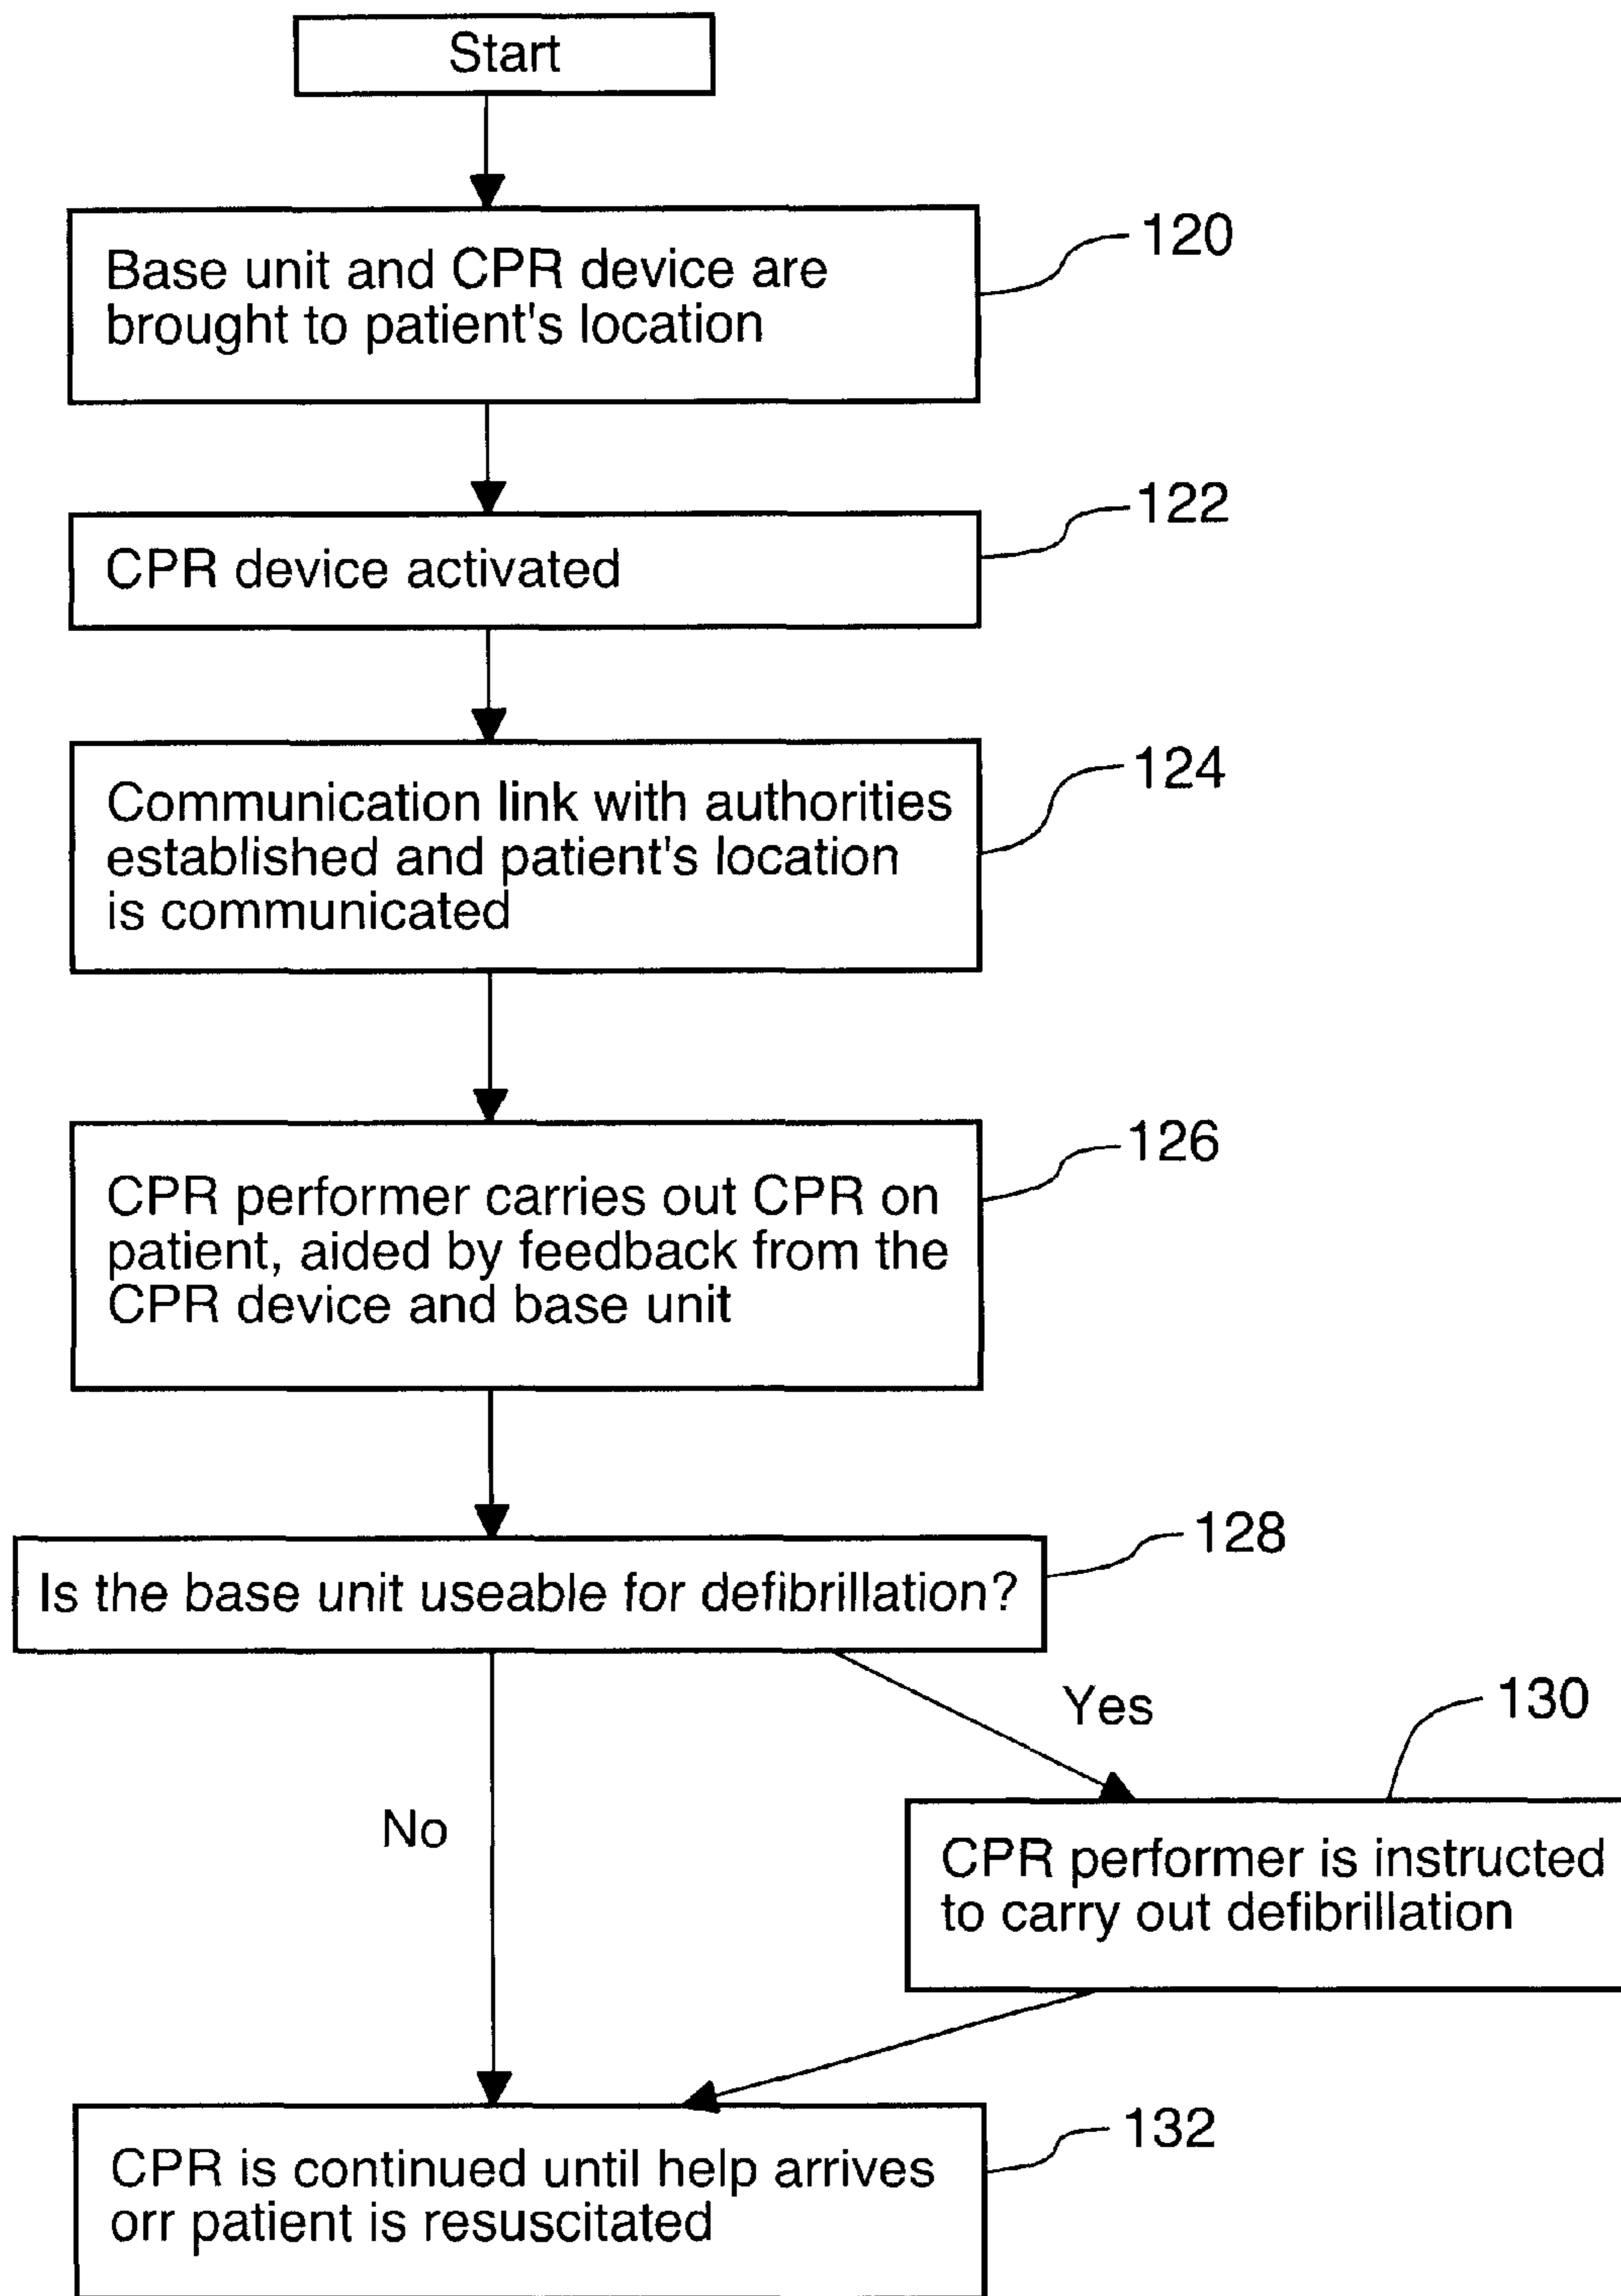 Start
120
Base unit and CPR device are
brought to patient's location
122
CPR device activated
124
Communication link with authorities
established and patient's location
is communicated
126
CPR performer carries out CPR on
patient, aided by feedback from the
CPR device and base unit
128
Is the base unit useable for defibrillation?
Yes
130
No
CPR performer is instructed
to carry out defibrillation
132
CPR is continued until help arrives
orr patient is resuscitated